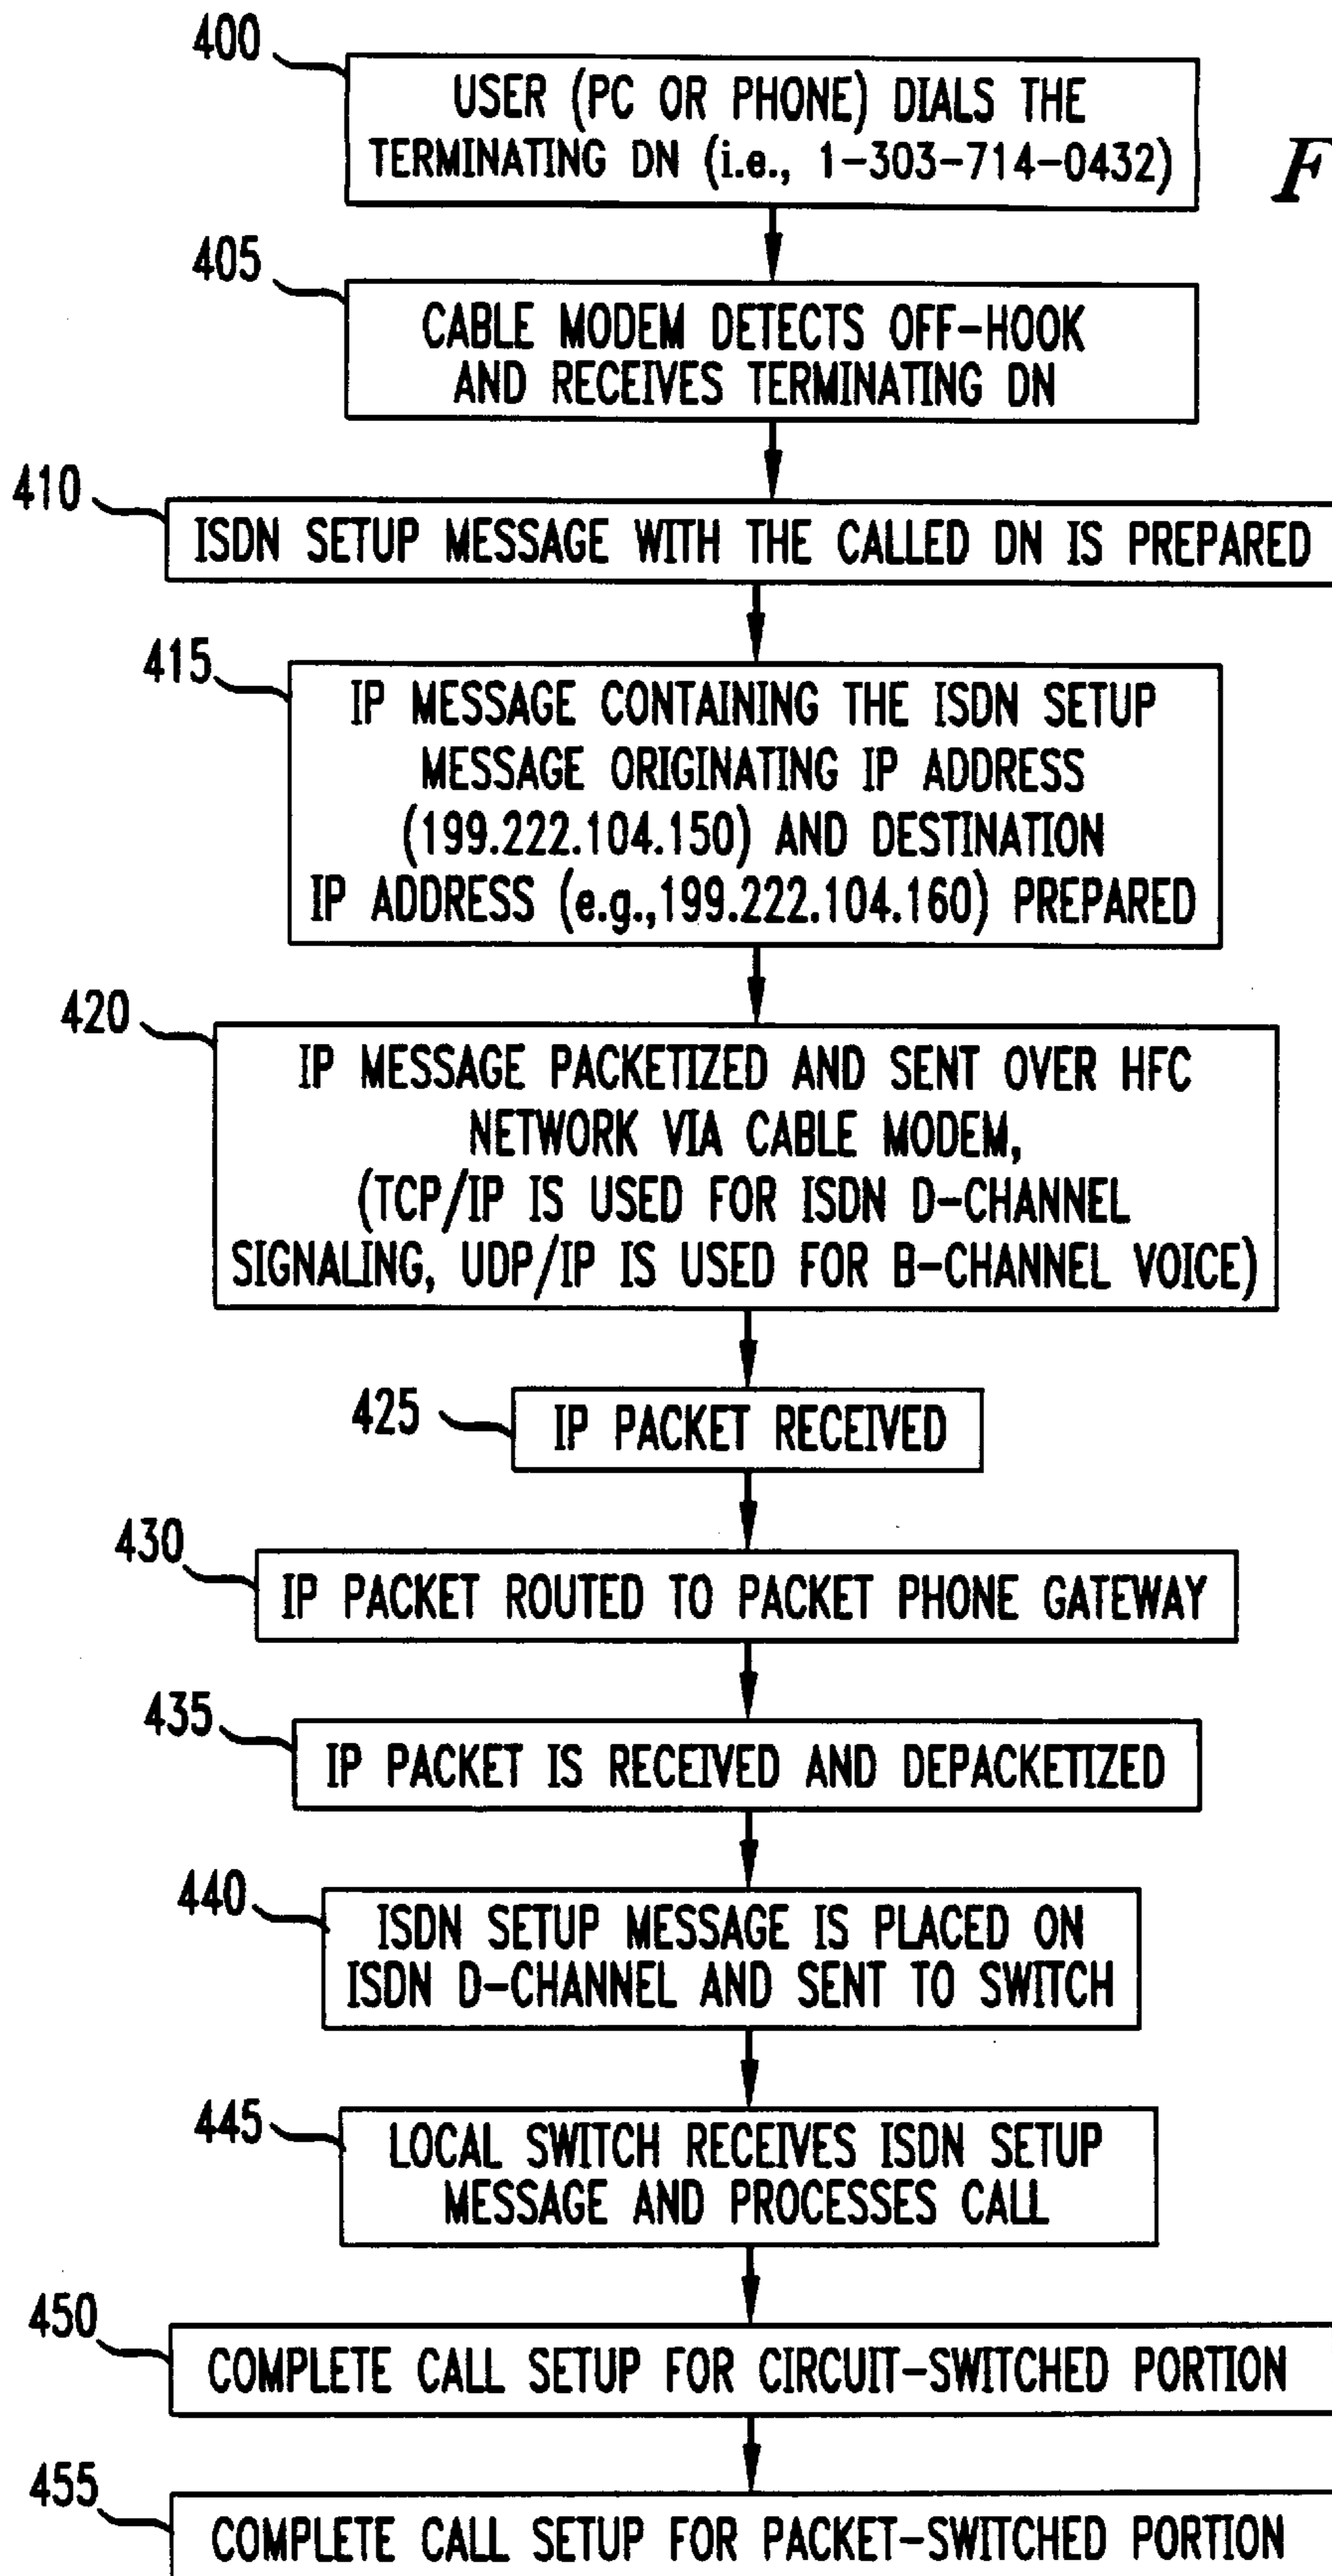 400
USER (PC OR PHONE) DIALS THE
TERMINATING DN (i.e., 1-303-714-0432)
F
405
CABLE MODEM DETECTS OFF-HOOK
AND RECEIVES TERMINATING DN
410
ISDN SETUP MESSAGE WITH THE CALLED DN IS PREPARED
415
IP MESSAGE CONTAINING THE ISDN SETUP
MESSAGE ORIGINATING IP ADDRESS
(199.222.104.150) AND DESTINATION
IP ADDRESS (e.g.,199.222.104.160) PREPARED
420
IP MESSAGE PACKETIZED AND SENT OVER HFC
NETWORK VIA CABLE MODEM,
(TCP/IP IS USED FOR ISDN D-CHANNEL
SIGNALING, UDP/IP IS USED FOR B-CHANNEL VOICE)
425
IP PACKET RECEIVED
430
IP PACKET ROUTED TO PACKET PHONE GATEWAY
435
IP PACKET IS RECEIVED AND DEPACKETIZED
440
ISDN SETUP MESSAGE IS PLACED ON
ISDN D-CHANNEL AND SENT TO SWITCH
445
LOCAL SWITCH RECEIVES ISDN SETUP
MESSAGE AND PROCESSES CALL
450
COMPLETE CALL SETUP FOR CIRCUIT-SWITCHED PORTION
455
COMPLETE CALL SETUP FOR PACKET-SWITCHED PORTION